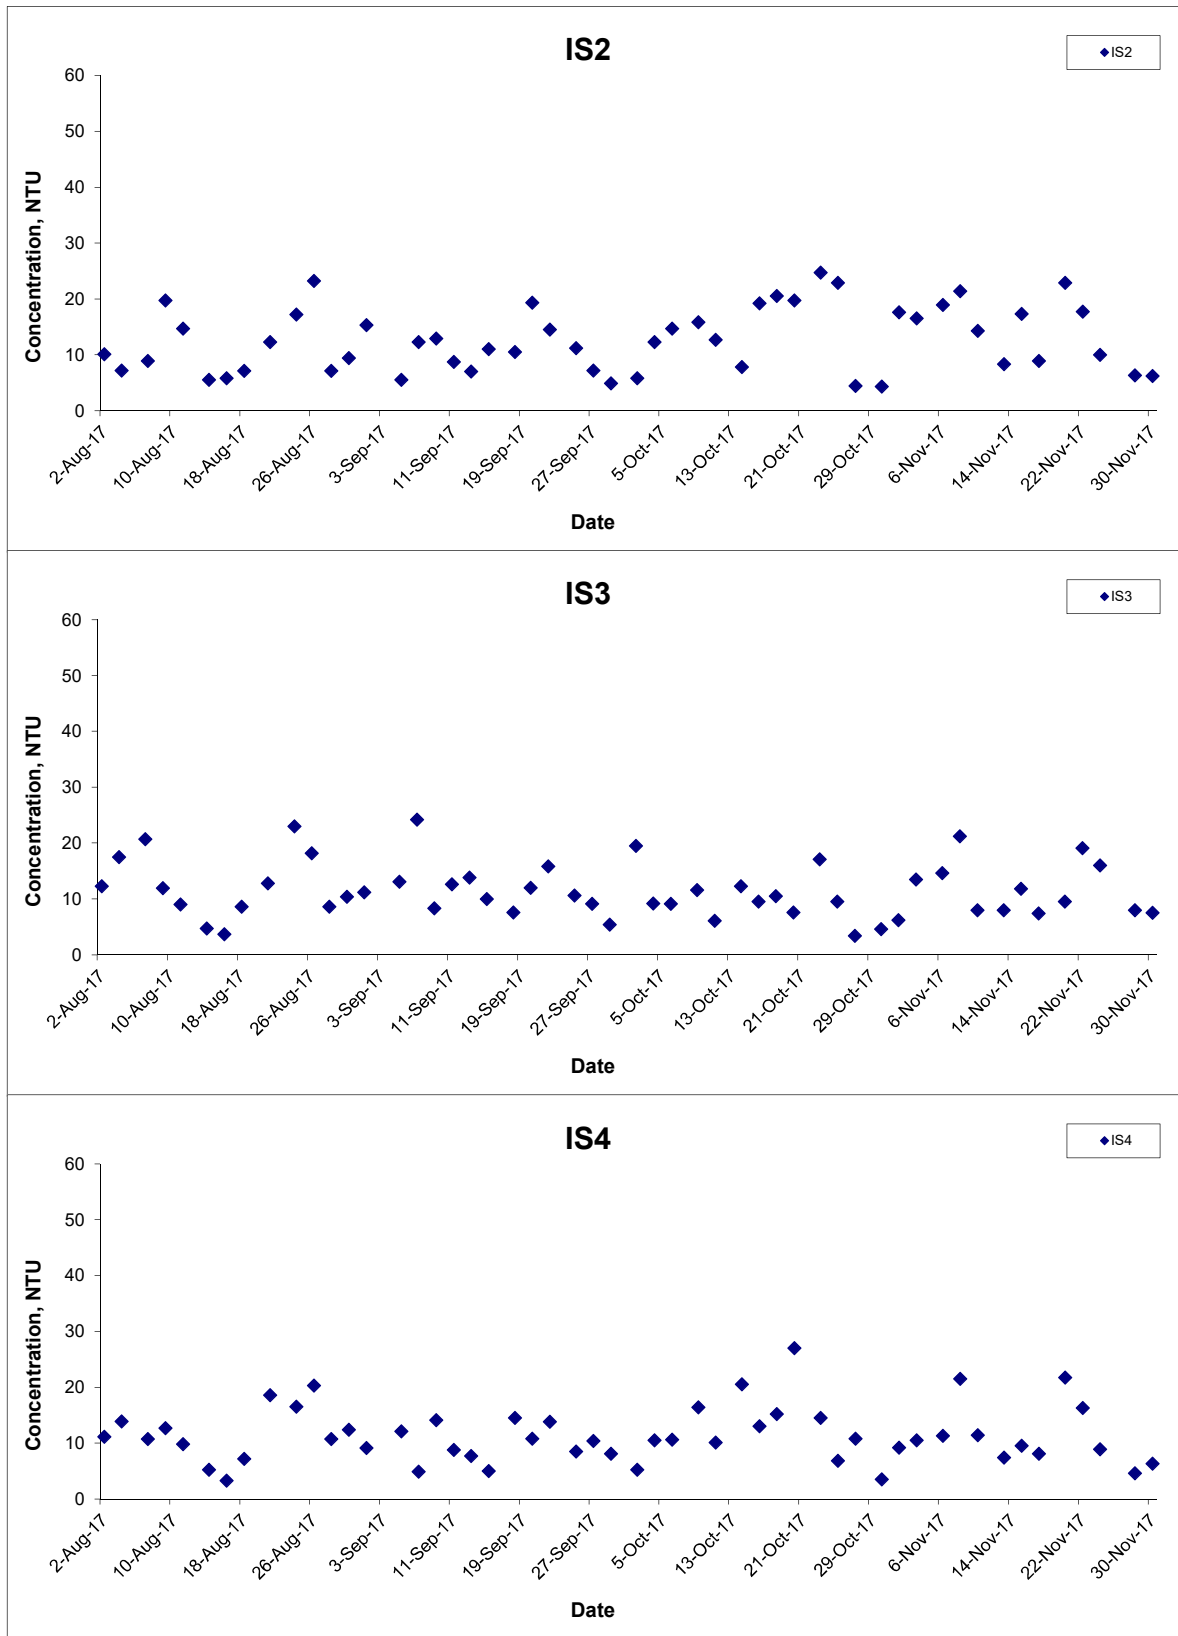 IS2
IS2
60
50
40
30
20
10
0
Concentration, NTU
2-Aug-17
10-Aug-17
18-Aug-17
26-Aug-17
3-Sep-17
11-Sep-17
19-Sep-17
27-Sep-17
5-Oct-17
13-Oct-17
21-Oct-17
29-Oct-17
6-Nov-17
14-Nov-17
22-Nov-17
30-Nov-17
Date
IS3
IS3
60
50
40
30
20
10
0
Concentration, NTU
2-Aug-17
10-Aug-17
18-Aug-17
26-Aug-17
3-Sep-17
11-Sep-17
19-Sep-17
27-Sep-17
5-Oct-17
13-Oct-17
21-Oct-17
29-Oct-17
6-Nov-17
14-Nov-17
22-Nov-17
30-Nov-17
Date
IS4
IS4
60
50
40
30
20
10
0
Concentration, NTU
2-Aug-17
10-Aug-17
18-Aug-17
26-Aug-17
3-Sep-17
11-Sep-17
19-Sep-17
27-Sep-17
5-Oct-17
13-Oct-17
21-Oct-17
29-Oct-17
6-Nov-17
14-Nov-17
22-Nov-17
30-Nov-17
Date